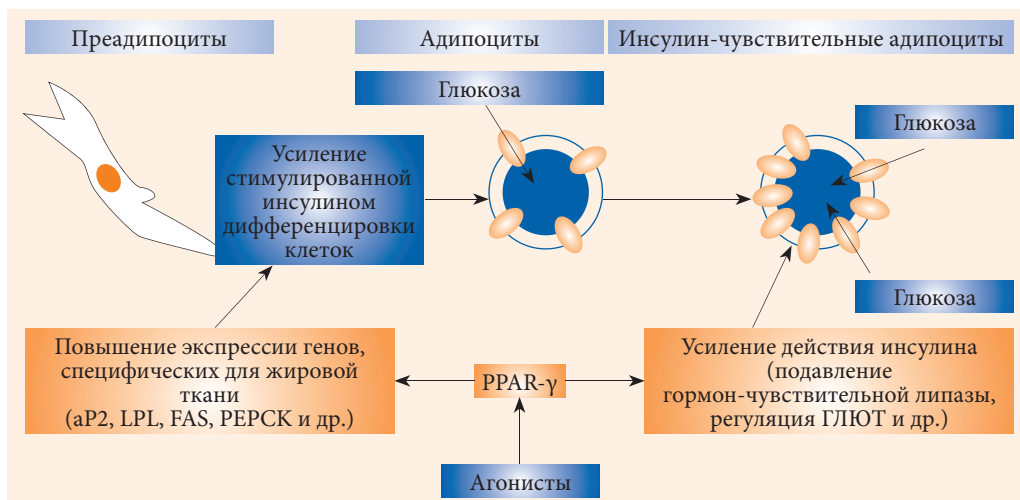 Преадипоциты
Адипоциты
Инсулин-чувствительные адипоциты
Глюкоза
Глюкоза
Усиление
стимулированной
инсулином
дифференцировки
клеток
Глюкоза
Повышение экспрессии генов,
специфических для жировой
ткани
(aP2, LPL, FAS, PEPCK и др.)
PPAR-γ
Усиление действия инсулина
(подавление
гормон-чувствительной липазы,
регуляция ГЛЮТ и др.)
Агонисты